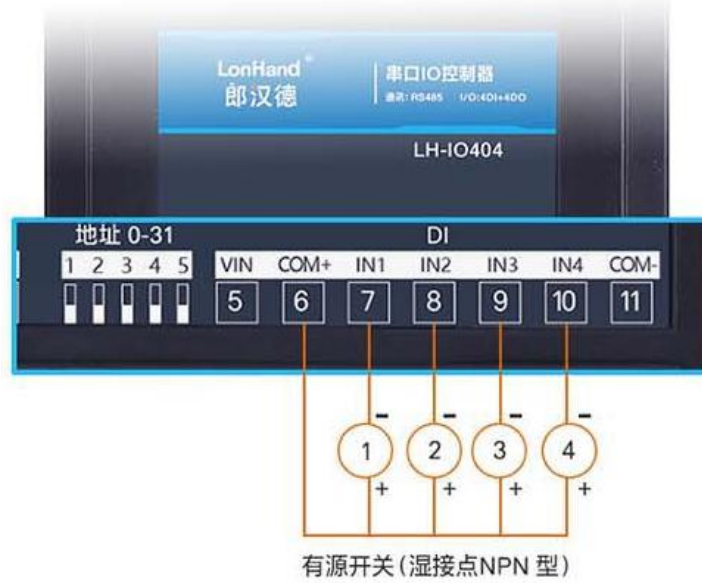 LonHand®
郎汉德
串口IO控制器
通讯: RS485 I/O:4DI+4DO
LH-IO404
地址 0-31
DI
1 2 3 4 5
VIN COM+ IN1 IN2 IN3 IN4 COM-
5 6 7 8 9 10 11
- - - -
1 2 3 4
+ + + +
有源开关(湿接点NPN 型)